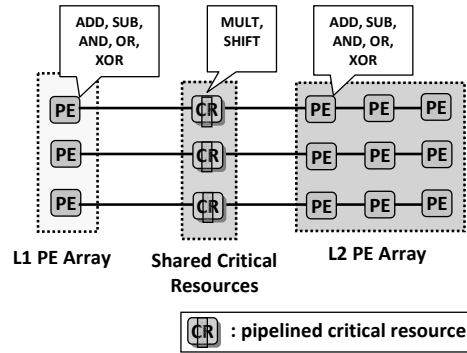 ADD, SUB,
AND, OR,
XOR
MULT,
SHIFT
ADD, SUB,
AND, OR,
XOR
PE CR PE PE PE
PE CR PE PE PE
PE CR PE PE PE
L1 PE Array
Shared Critical
Resources
L2 PE Array
CR : pipelined critical resource